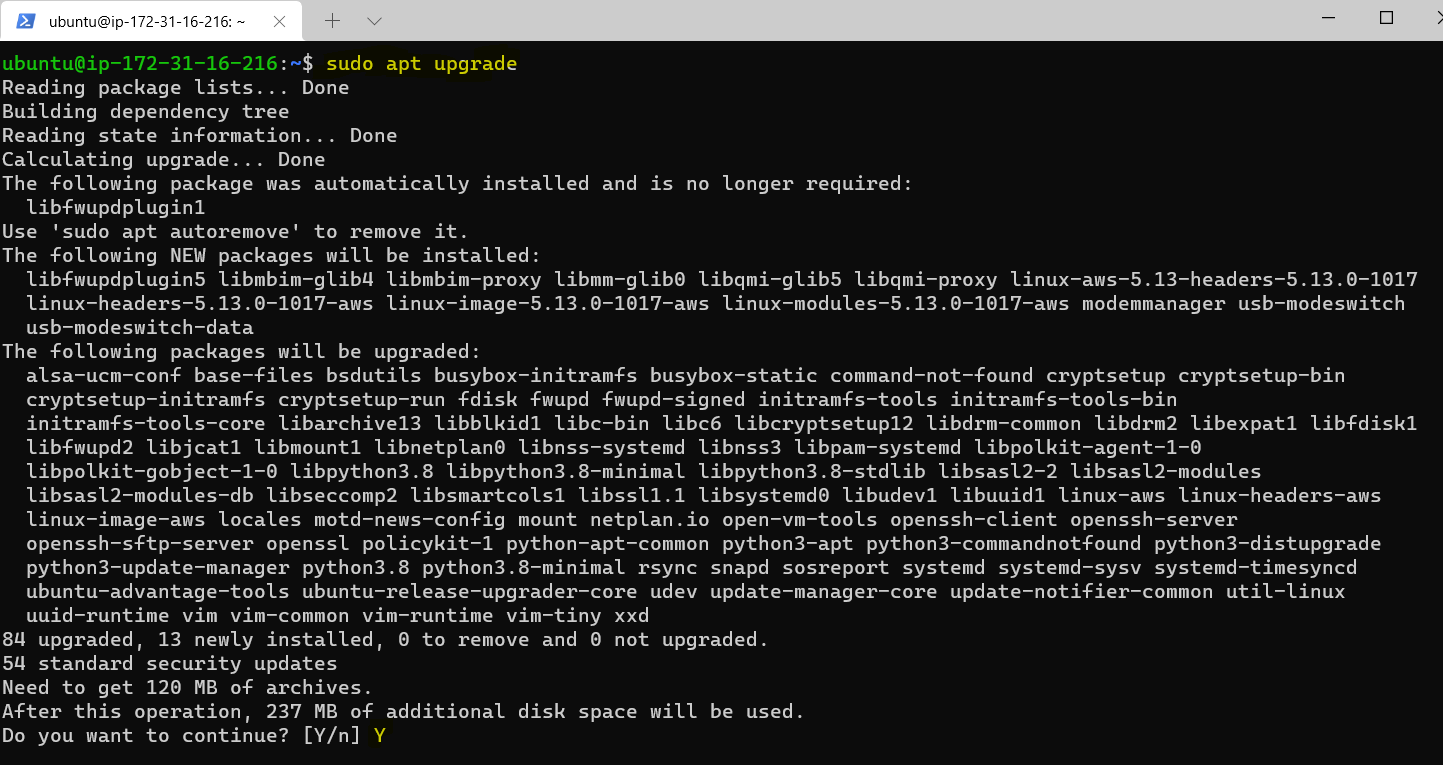 ubuntu@ip-172-31-16-216: ~
ubuntu@ip-172-31-16-216:~$ sudo apt upgrade
Reading package lists... Done
Building dependency tree
Reading state information... Done
Calculating upgrade... Done
The following package was automatically installed and is no longer required:
  libfwupdplugin1
Use 'sudo apt autoremove' to remove it.
The following NEW packages will be installed:
  libfwupdplugin5 libmbim-glib4 libmbim-proxy libmm-glib0 libqmi-glib5 libqmi-proxy linux-aws-5.13-headers-5.13.0-1017
  linux-headers-5.13.0-1017-aws linux-image-5.13.0-1017-aws linux-modules-5.13.0-1017-aws modemmanager usb-modeswitch
  usb-modeswitch-data
The following packages will be upgraded:
  alsa-ucm-conf base-files bsdutils busybox-initramfs busybox-static command-not-found cryptsetup cryptsetup-bin
  cryptsetup-initramfs cryptsetup-run fdisk fwupd fwupd-signed initramfs-tools initramfs-tools-bin
  initramfs-tools-core libarchive13 libblkid1 libc-bin libc6 libcryptsetup12 libdrm-common libdrm2 libexpat1 libfdisk1
  libfwupd2 libjcat1 libmount1 libnetplan0 libnss-systemd libnss3 libpam-systemd libpolkit-agent-1-0
  libpolkit-gobject-1-0 libpython3.8 libpython3.8-minimal libpython3.8-stdlib libsasl2-2 libsasl2-modules
  libsasl2-modules-db libseccomp2 libsmartcols1 libssl1.1 libsystemd0 libudev1 libuuid1 linux-aws linux-headers-aws
  linux-image-aws locales motd-news-config mount netplan.io open-vm-tools openssh-client openssh-server
  openssh-sftp-server openssl policykit-1 python-apt-common python3-apt python3-commandnotfound python3-distupgrade
  python3-update-manager python3.8 python3.8-minimal rsync snapd sosreport systemd systemd-sysv systemd-timesyncd
  ubuntu-advantage-tools ubuntu-release-upgrader-core udev update-manager-core update-notifier-common util-linux
  uuid-runtime vim vim-common vim-runtime vim-tiny xxd
84 upgraded, 13 newly installed, 0 to remove and 0 not upgraded.
54 standard security updates
Need to get 120 MB of archives.
After this operation, 237 MB of additional disk space will be used.
Do you want to continue? [Y/n] Y